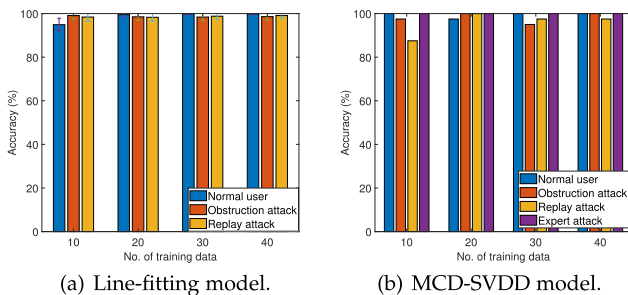 100
80
60
40
20
0
Accuracy (%)
Normal user
Obstruction attack
Replay attack
10 20 30 40
No. of training data
(a) Line-fitting model.
100
80
60
40
20
0
Accuracy (%)
Normal user
Obstruction attack
Replay attack
Expert attack
10 20 30 40
No. of training data
(b) MCD-SVDD model.